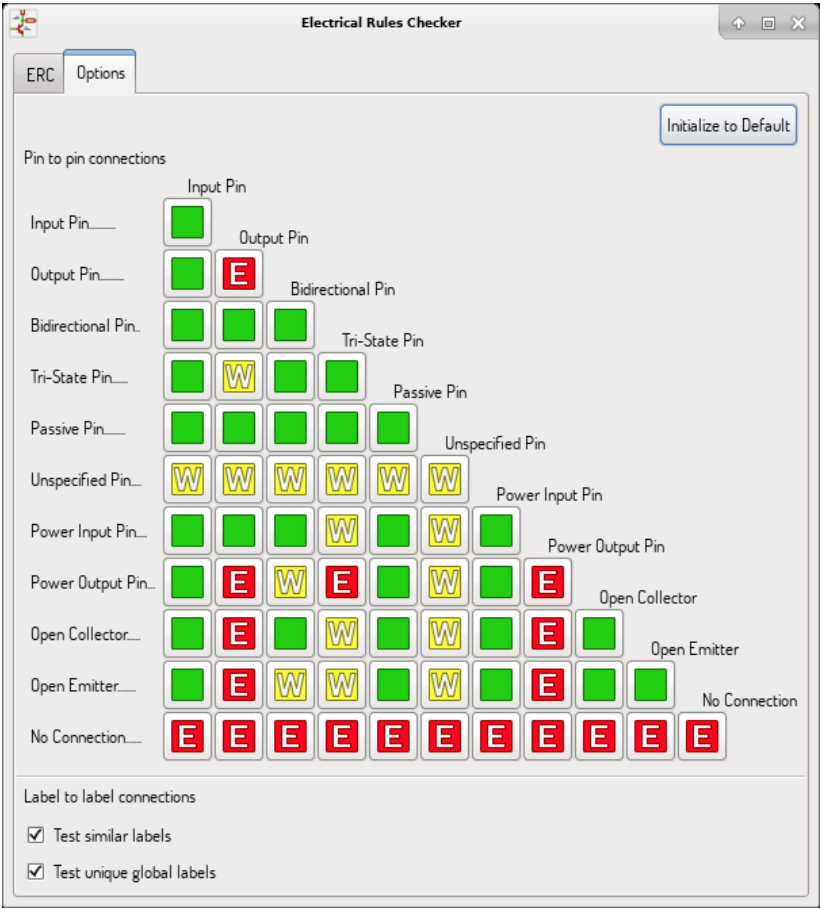 Electrical Rules Checker
ERC Options
Initialize to Default
Pin to pin connections
Input Pin
Input Pin.........
Output Pin
Output Pin........ E
Bidirectional Pin
Bidirectional Pin..
Tri-State Pin
Tri-State Pin...... W
Passive Pin
Passive Pin........
Unspecified Pin
Unspecified Pin.... W W W W W W
Power Input Pin
Power Input Pin.... W W
Power Output Pin
Power Output Pin... E W E W E
Open Collector
Open Collector..... E W W E
Open Emitter
Open Emitter....... E W W W E
No Connection
No Connection...... E E E E E E E E E E E
Label to label connections
Test similar labels
Test unique global labels